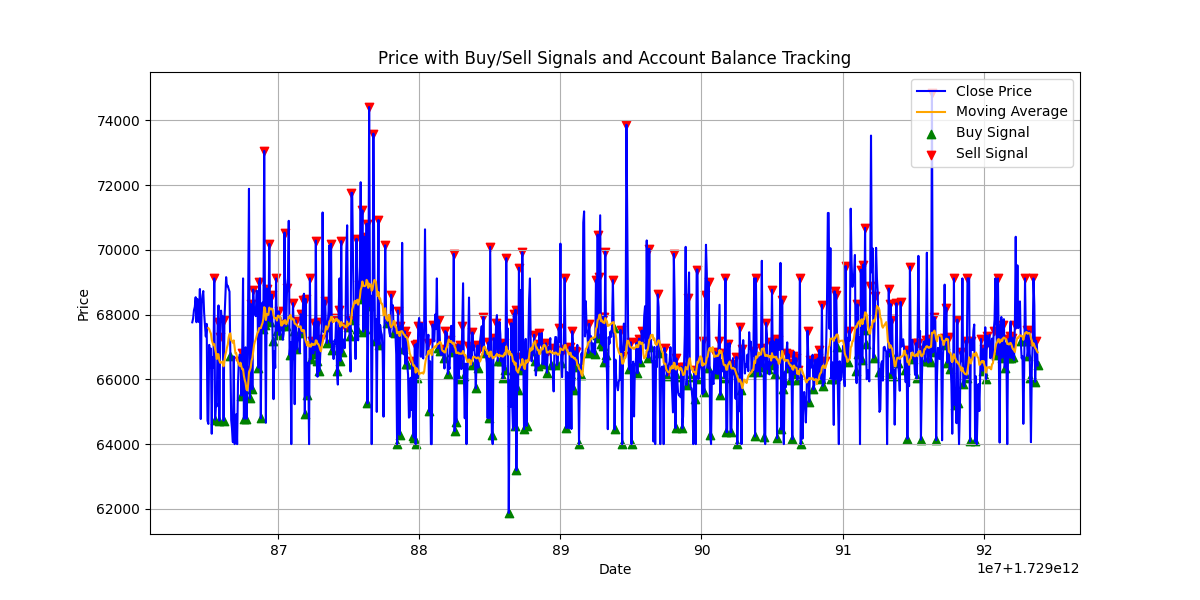 Price with Buy/Sell Signals and Account Balance Tracking
Close Price
Moving Average
Buy Signal
Sell Signal
74000
72000
70000
68000
66000
64000
62000
Price
87
88
89
90
91
92
Date
1e7+1.729e12